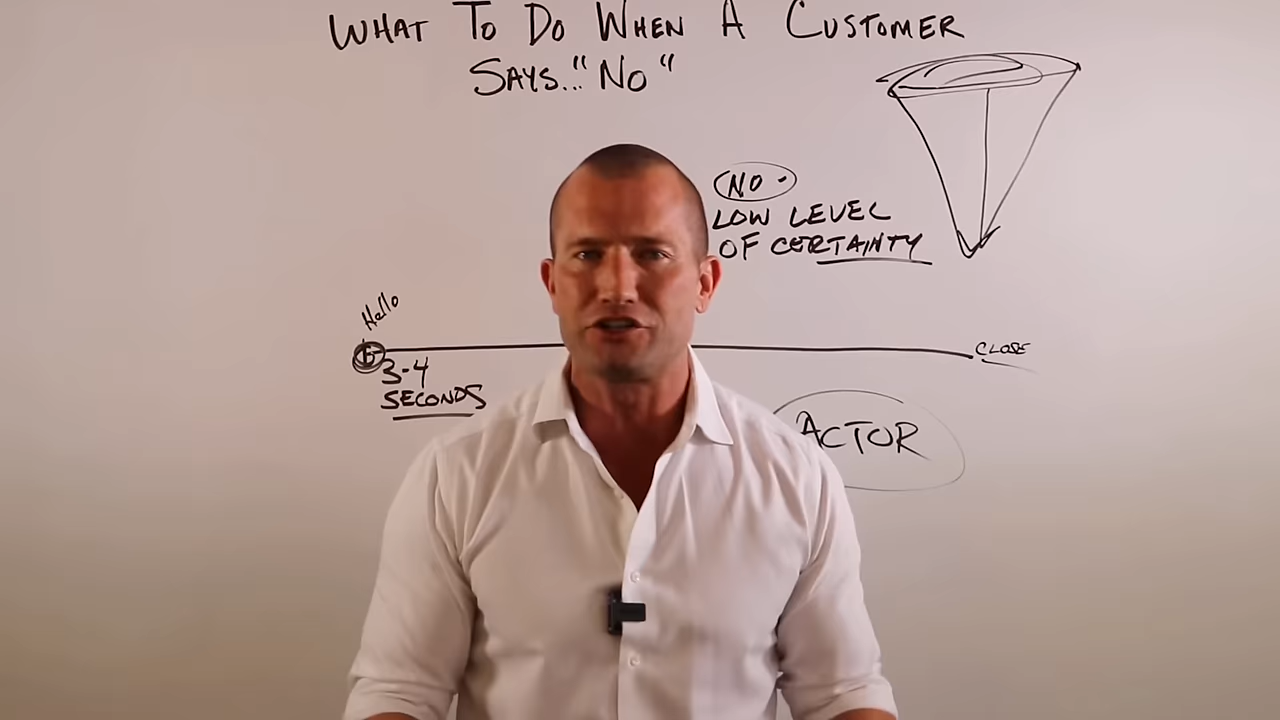 WHAT TO DO WHEN A CUSTOMER
SAYS..."NO"
NO -
LOW LEVEL
OF CERTAINTY
Hello
3-4
SECONDS
CLOSE
ACTOR